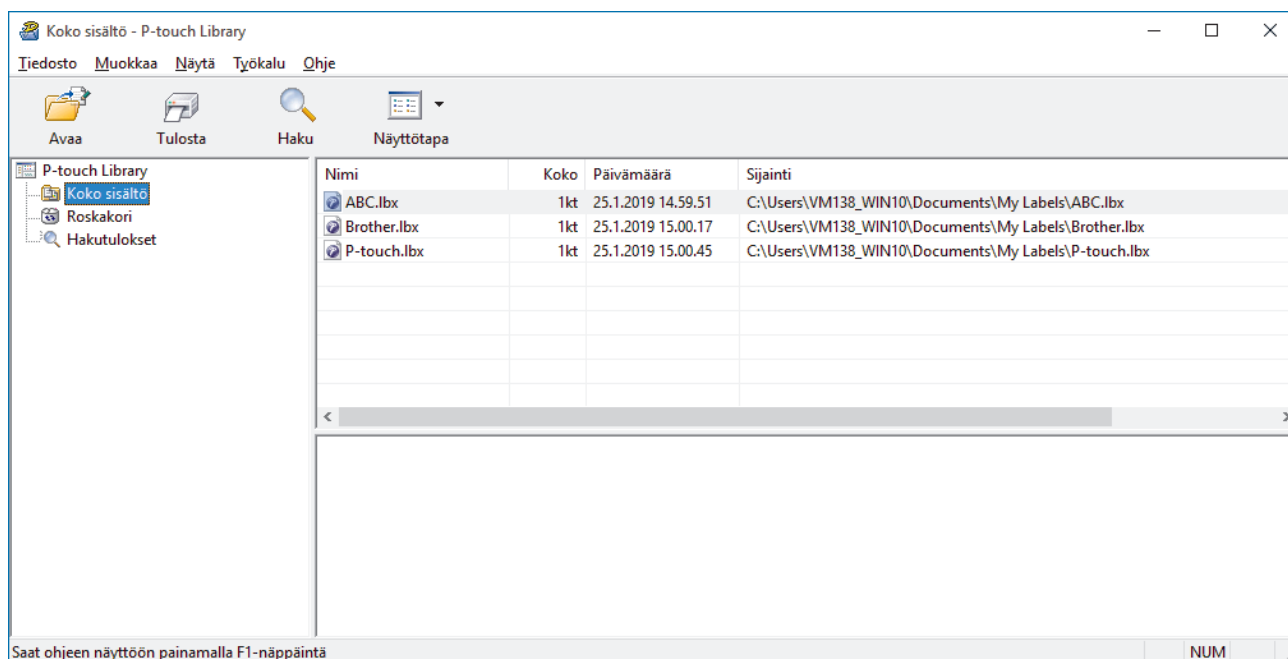 Koko sisältö - P-touch Library
Tiedosto Muokkaa Näytä Työkalu Ohje
Avaa Tulosta Haku Näyttötapa
P-touch Library
Koko sisältö
Roskakori
Hakutulokset
Nimi Koko Päivämäärä Sijainti
ABC.lbx 1kt 25.1.2019 14.59.51 C:\Users\VM138_WIN10\Documents\My Labels\ABC.lbx
Brother.lbx 1kt 25.1.2019 15.00.17 C:\Users\VM138_WIN10\Documents\My Labels\Brother.lbx
P-touch.lbx 1kt 25.1.2019 15.00.45 C:\Users\VM138_WIN10\Documents\My Labels\P-touch.lbx
Saat ohjeen näyttöön painamalla F1-näppäintä NUM